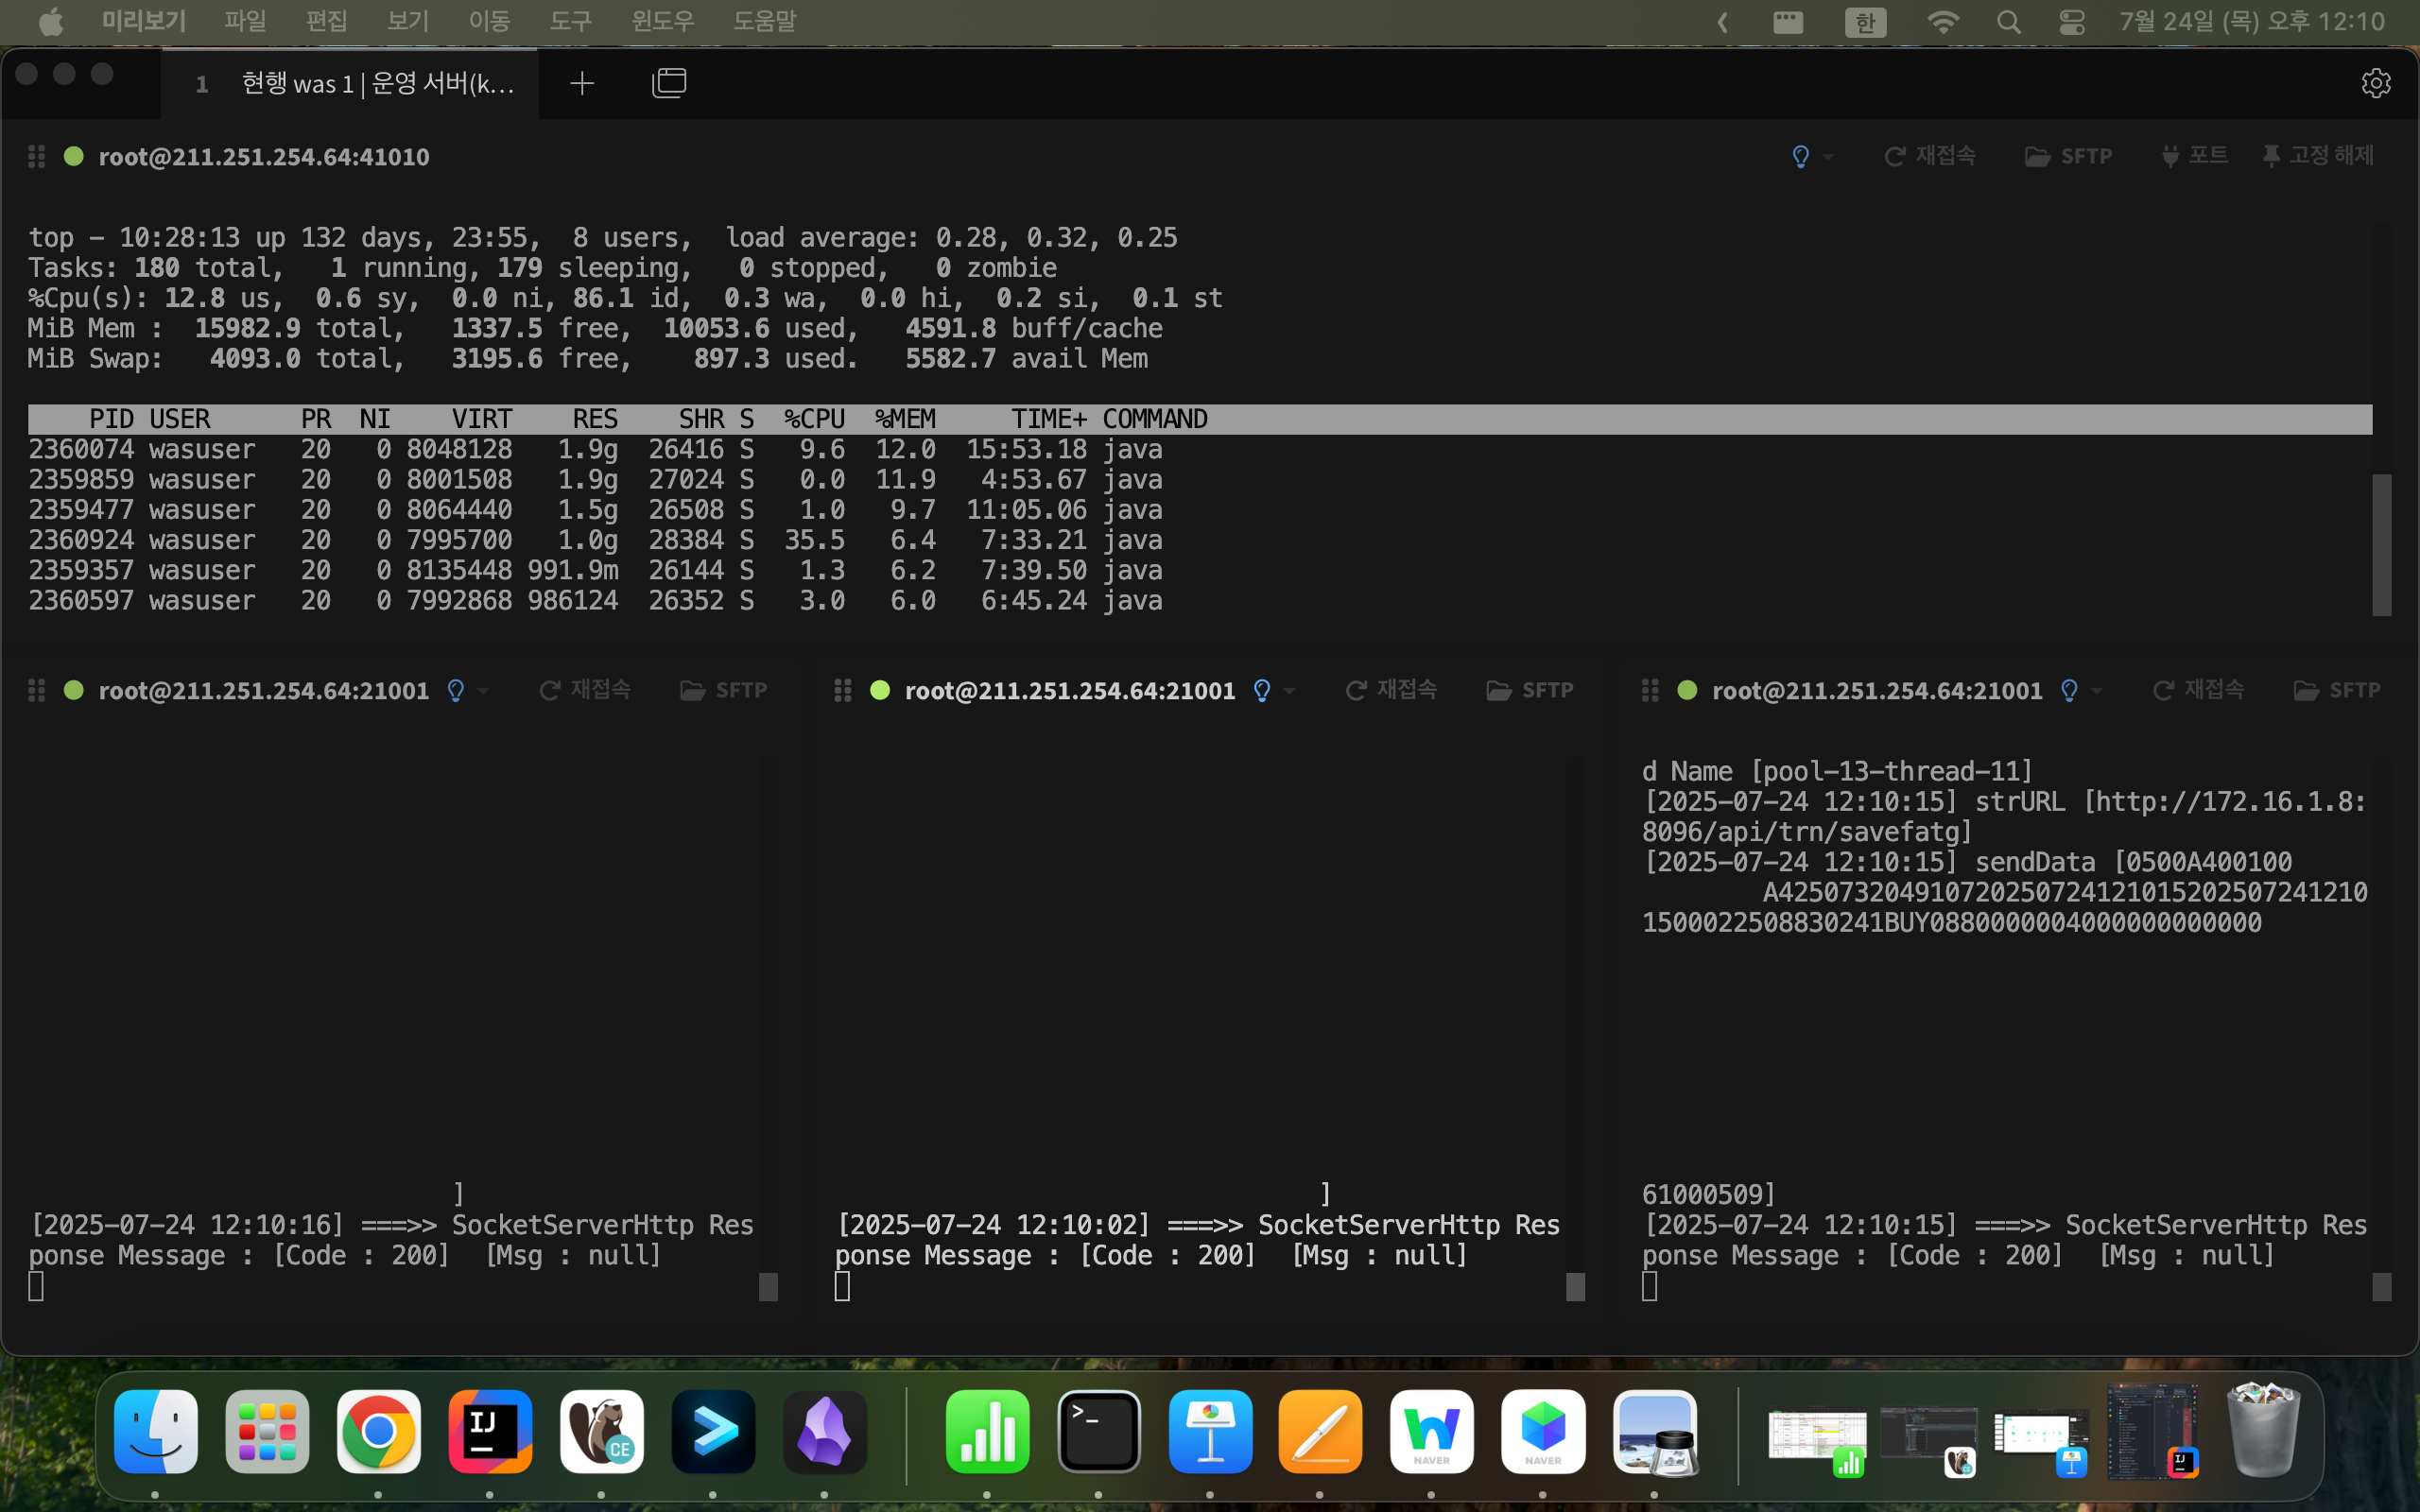 미리보기 파일 편집 보기 이동 도구 윈도우 도움말 한 7월 24일 (목) 오후 12:10
1 현행 was 1 | 운영 서버(k...
root@211.251.254.64:41010 재접속 SFTP 포트 고정 해제
top - 10:28:13 up 132 days, 23:55, 8 users, load average: 0.28, 0.32, 0.25
Tasks: 180 total, 1 running, 179 sleeping, 0 stopped, 0 zombie
%Cpu(s): 12.8 us, 0.6 sy, 0.0 ni, 86.1 id, 0.3 wa, 0.0 hi, 0.2 si, 0.1 st
MiB Mem : 15982.9 total, 1337.5 free, 10053.6 used, 4591.8 buff/cache
MiB Swap: 4093.0 total, 3195.6 free, 897.3 used. 5582.7 avail Mem
PID USER PR NI VIRT RES SHR S %CPU %MEM TIME+ COMMAND
2360074 wasuser 20 0 8048128 1.9g 26416 S 9.6 12.0 15:53.18 java
2359859 wasuser 20 0 8001508 1.9g 27024 S 0.0 11.9 4:53.67 java
2359477 wasuser 20 0 8064440 1.5g 26508 S 1.0 9.7 11:05.06 java
2360924 wasuser 20 0 7995700 1.0g 28384 S 35.5 6.4 7:33.21 java
2359357 wasuser 20 0 8135448 991.9m 26144 S 1.3 6.2 7:39.50 java
2360597 wasuser 20 0 7992868 986124 26352 S 3.0 6.0 6:45.24 java
root@211.251.254.64:21001 재접속 SFTP
]
[2025-07-24 12:10:16] ===>> SocketServerHttp Res
ponse Message : [Code : 200] [Msg : null]
root@211.251.254.64:21001 재접속 SFTP
]
[2025-07-24 12:10:02] ===>> SocketServerHttp Res
ponse Message : [Code : 200] [Msg : null]
root@211.251.254.64:21001 재접속 SFTP
d Name [pool-13-thread-11]
[2025-07-24 12:10:15] strURL [http://172.16.1.8:
8096/api/trn/savefatg]
[2025-07-24 12:10:15] sendData [0500A400100
A4250732049107202507241210152025072412​10
1500022508830241BUY0880000004000000000000
61000509]
[2025-07-24 12:10:15] ===>> SocketServerHttp Res
ponse Message : [Code : 200] [Msg : null]
IJ CE >_ NAVER NAVER